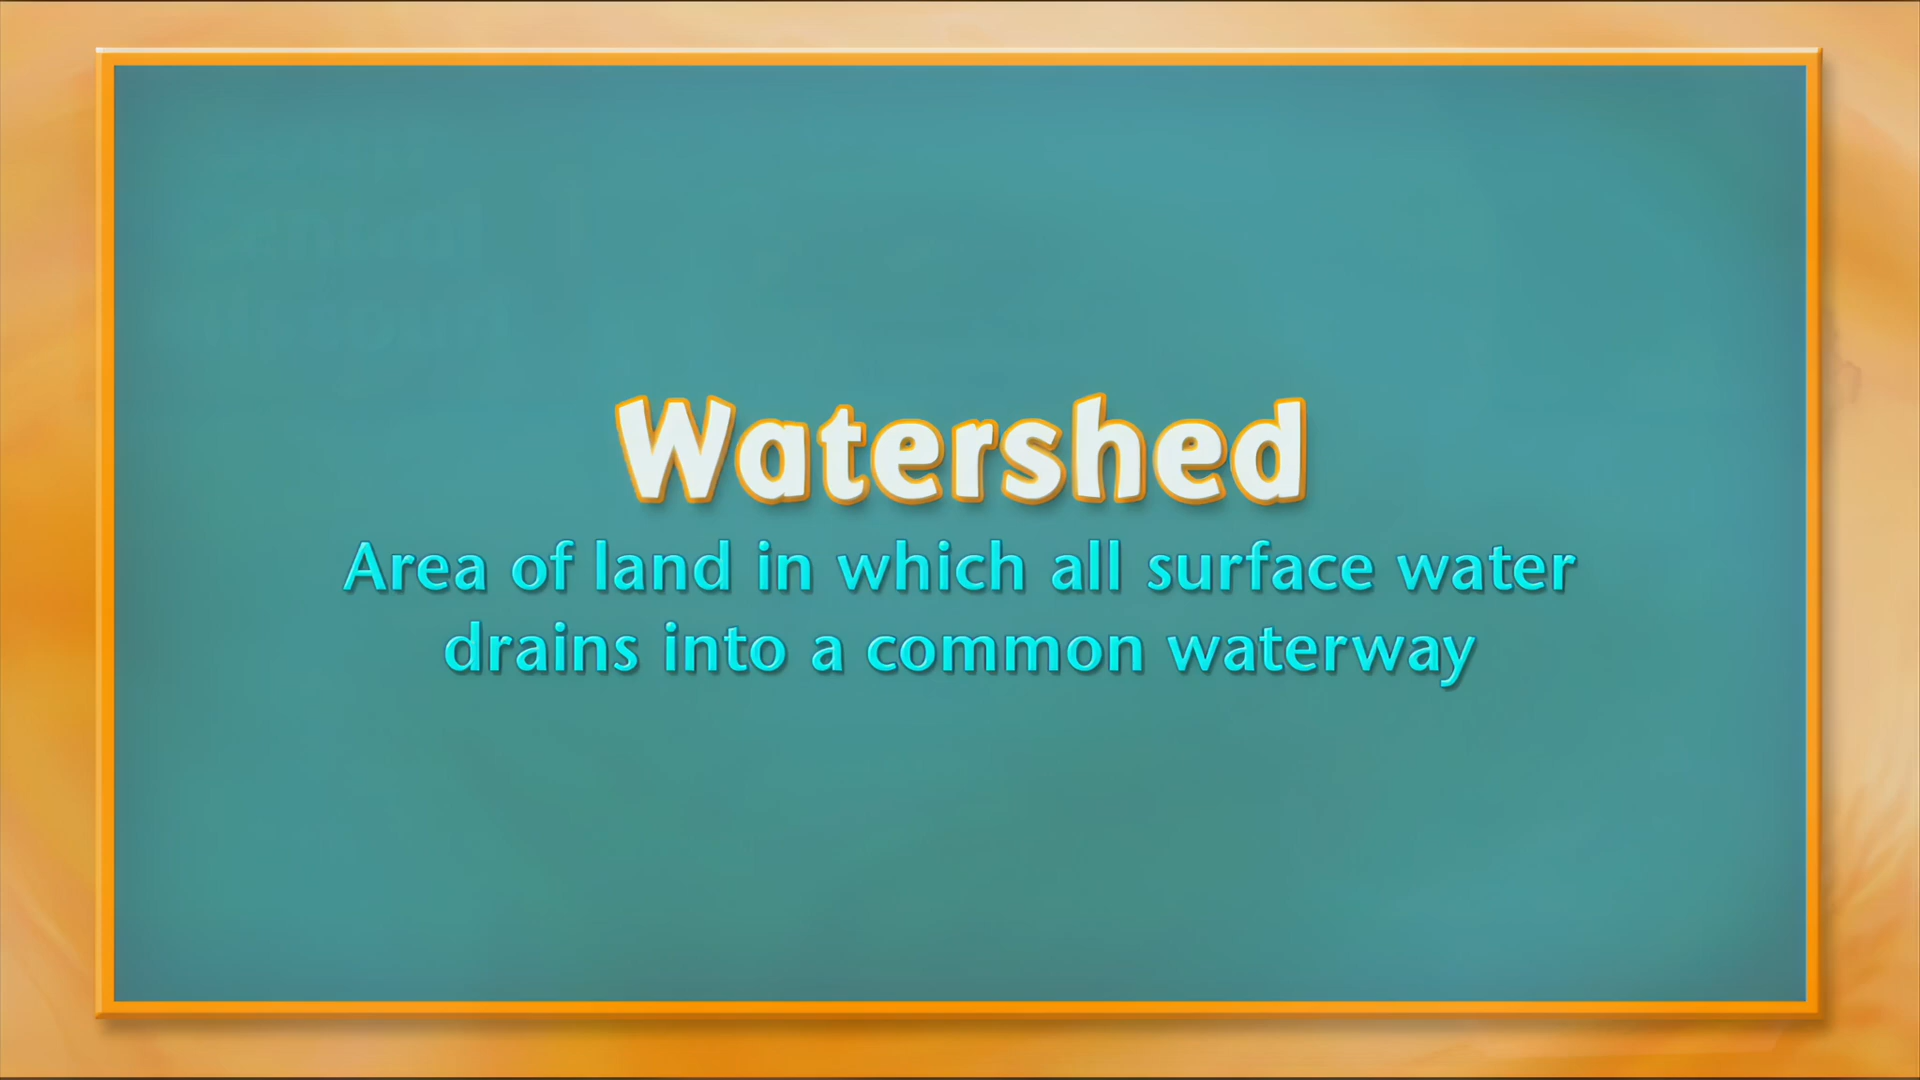 Watershed
Area of land in which all surface water
drains into a common waterway